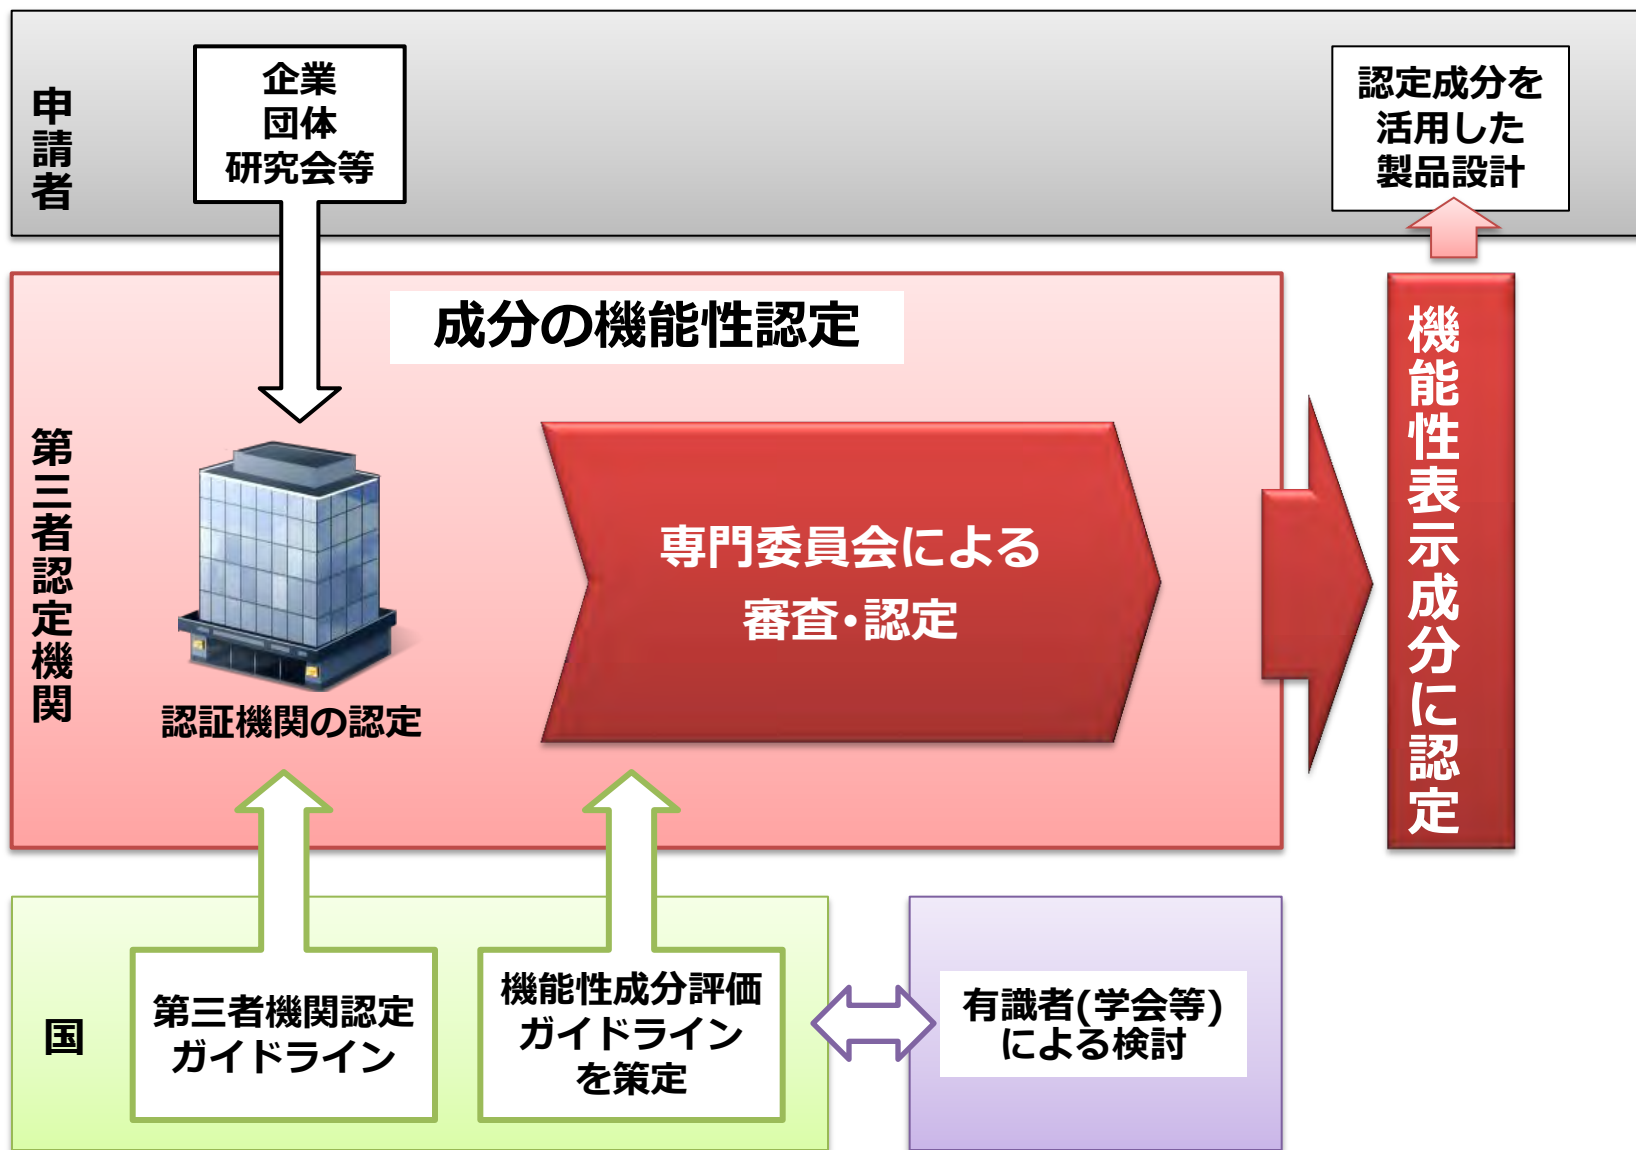 申請者
企業
団体
研究会等
認定成分を
活用した
製品設計
第三者認定機関
成分の機能性認定
認証機関の認定
専門委員会による
審査・認定
機能性表示成分に認定
国
第三者機関認定
ガイドライン
機能性成分評価
ガイドライン
を策定
有識者(学会等)
による検討